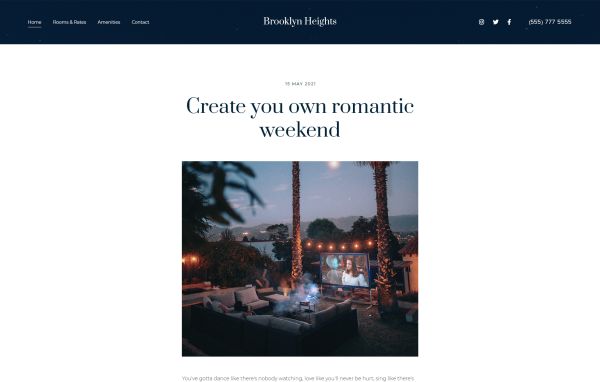 Home Rooms & Rates Amenities Contact Brooklyn Heights (555) 777 5555
15 MAY 2021
Create you own romantic
weekend
You've gotta dance like there's nobody watching, love like you'll never be hurt, sing like there's